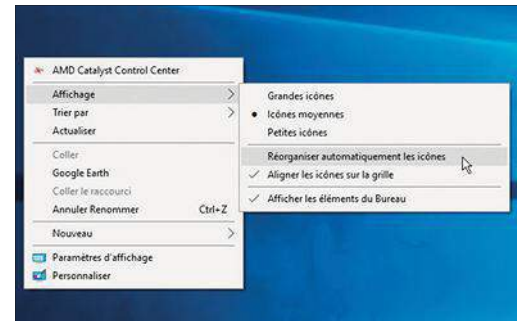 AMD Catalyst Control Center
Affichage
Trier par
Actualiser
Coller
Google Earth
Coller le raccourci
Annuler Renommer Ctrl+Z
Nouveau
Paramètres d'affichage
Personnaliser
Grandes icônes
Icônes moyennes
Petites icônes
Réorganiser automatiquement les icônes
Aligner les icônes sur la grille
Afficher les éléments du Bureau